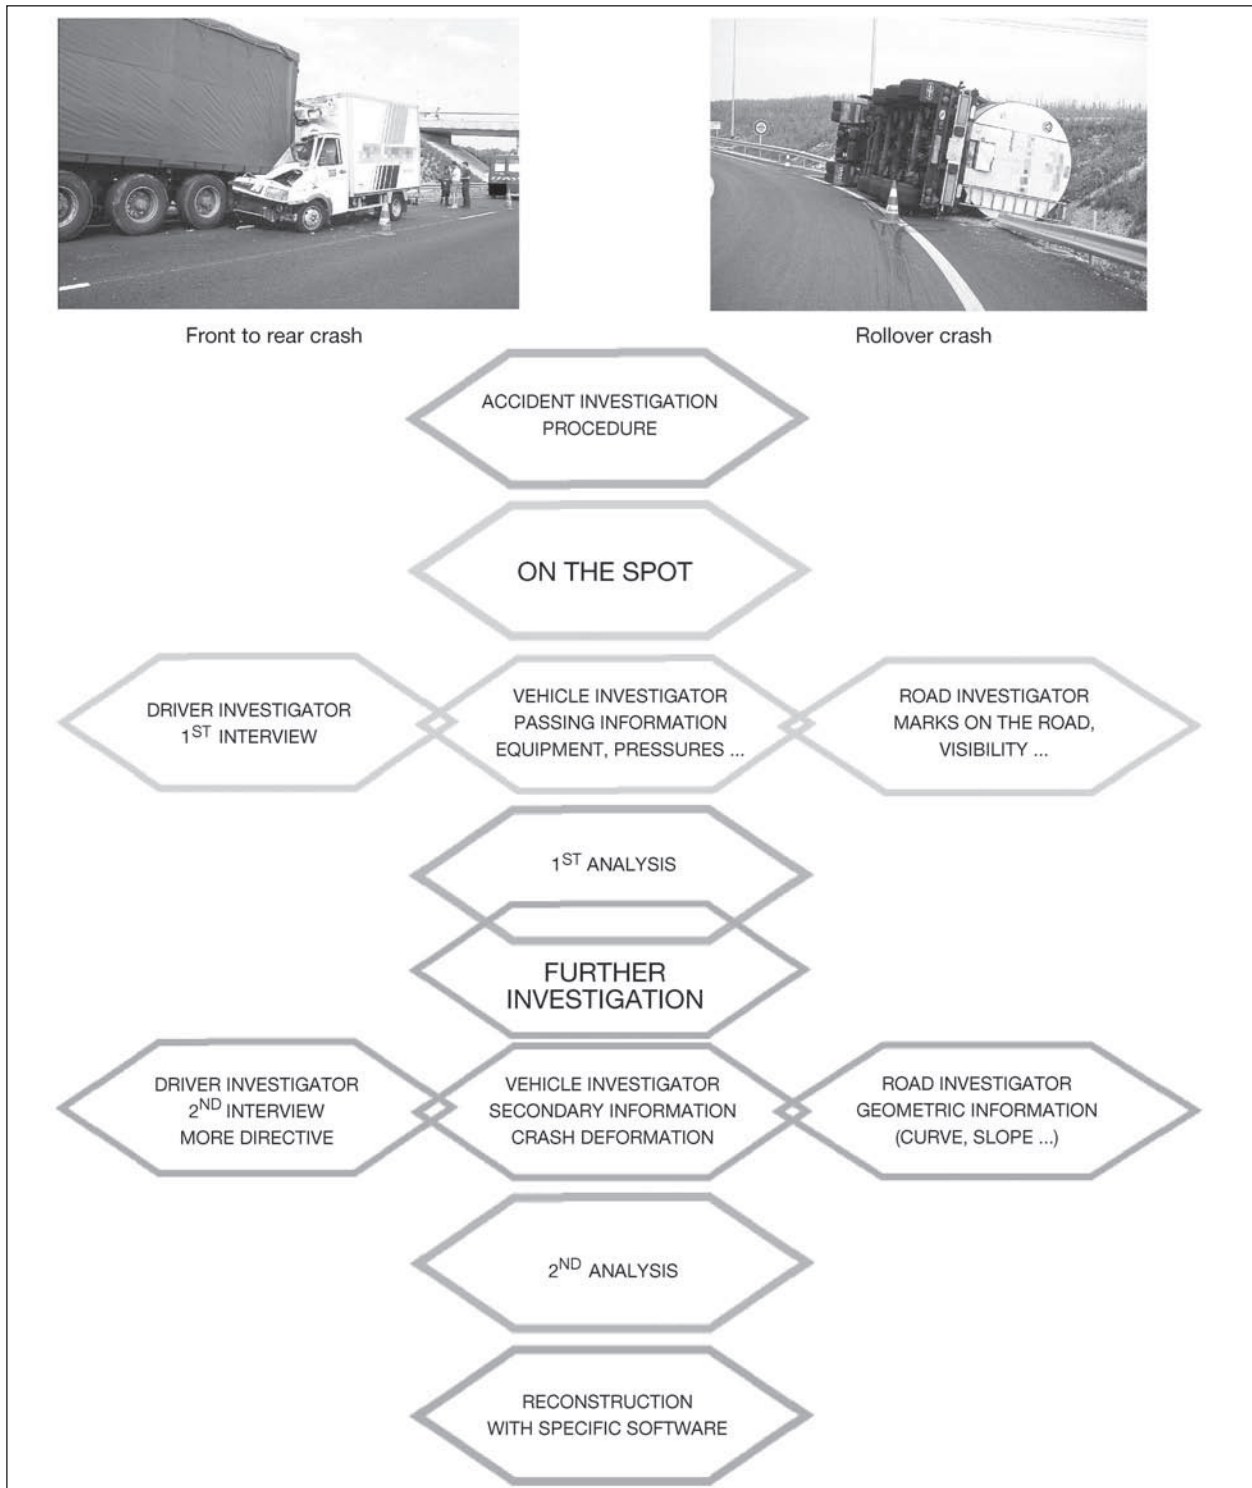 Front to rear crash
Rollover crash
ACCIDENT INVESTIGATION
PROCEDURE
ON THE SPOT
DRIVER INVESTIGATOR
1ST INTERVIEW
VEHICLE INVESTIGATOR
PASSING INFORMATION
EQUIPMENT, PRESSURES ...
ROAD INVESTIGATOR
MARKS ON THE ROAD,
VISIBILITY ...
1ST ANALYSIS
FURTHER
INVESTIGATION
DRIVER INVESTIGATOR
2ND INTERVIEW
MORE DIRECTIVE
VEHICLE INVESTIGATOR
SECONDARY INFORMATION
CRASH DEFORMATION
ROAD INVESTIGATOR
GEOMETRIC INFORMATION
(CURVE, SLOPE ...)
2ND ANALYSIS
RECONSTRUCTION
WITH SPECIFIC SOFTWARE